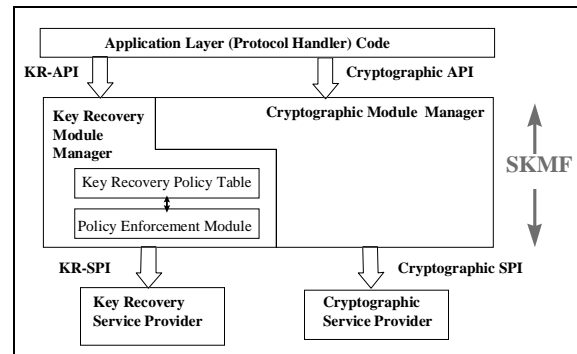 Application Layer (Protocol Handler) Code
KR-API
Cryptographic API
Key Recovery
Module
Manager
Cryptographic Module Manager
SKMF
Key Recovery Policy Table
Policy Enforcement Module
KR-SPI
Cryptographic SPI
Key Recovery
Service Provider
Cryptographic
Service Provider